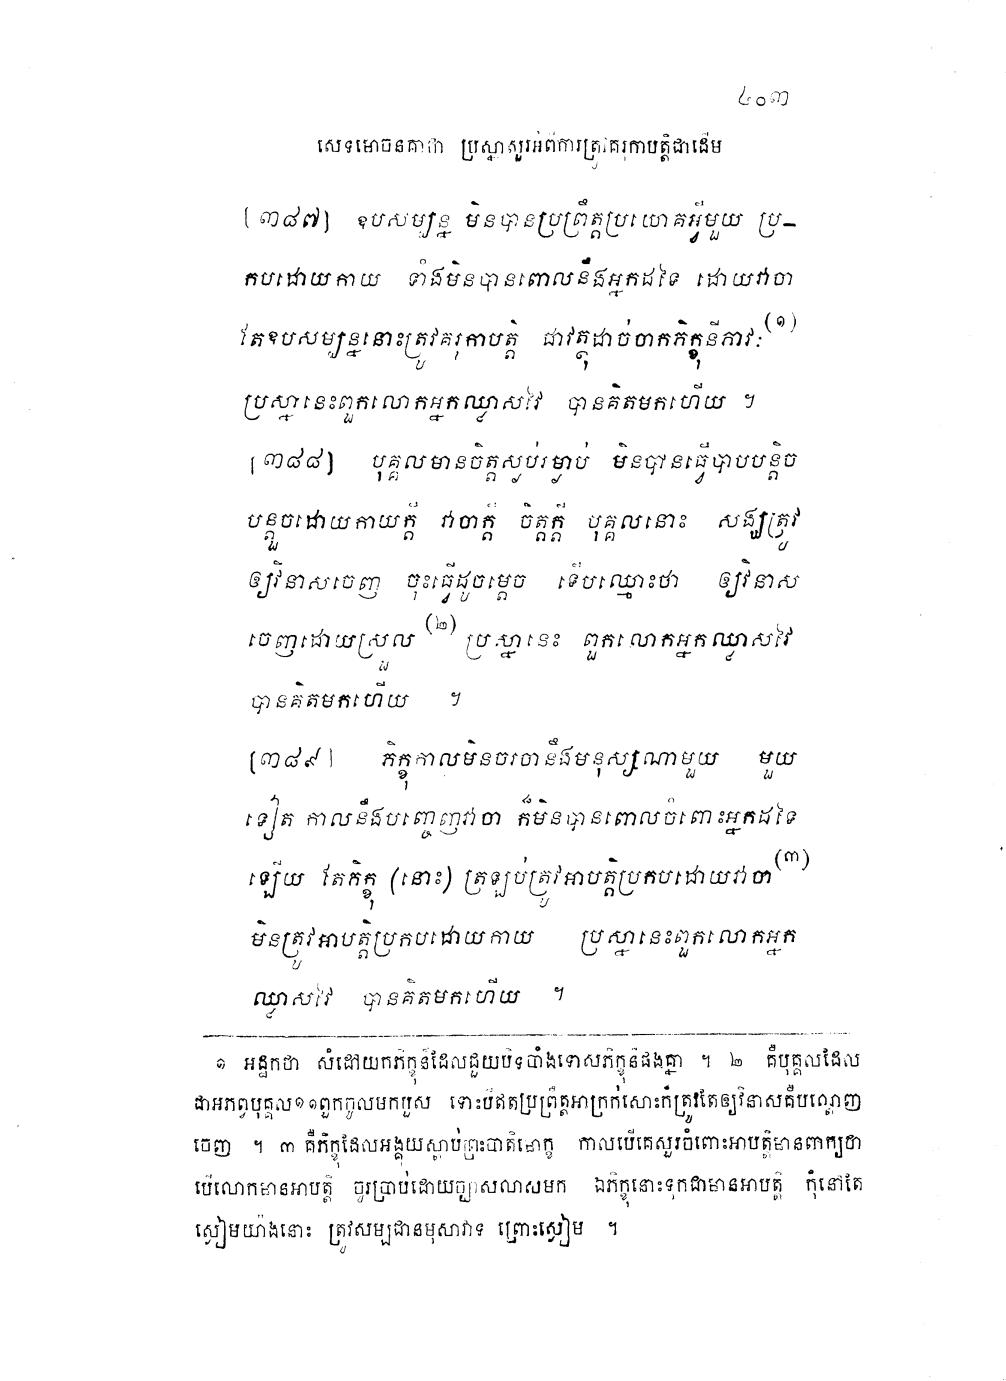 ៤០៣
សេទមោចនគាថា ប្រស្នាសួរអំពីការត្រូវគរុកាបត្តិជាដើម
[៣៨៧] ឧបសម្បន្ន មិនបានប្រព្រឹត្តប្រយោគអ្វីមួយ ប្រ-
កបដោយកាយ ទាំងមិនបានពោលនឹងអ្នកដទៃ ដោយវាចា
តែឧបសម្បន្ននោះត្រូវគរុកាបត្តិ ជាវត្ថុដាច់ចាកភិក្ខុនីភាវៈ (១)
ប្រស្នានេះពួកលោកអ្នកឈ្លាសវៃ បានគិតមកហើយ ។
[៣៨៨] បុគ្គលមានចិត្តស្ងប់រម្ងាប់ មិនបានធ្វើបាបបន្តិច
បន្តួចដោយកាយក្តី វាចាក្តី ចិត្តក្តី បុគ្គលនោះ សង្ឃត្រូវ
ឲ្យវិនាសចេញ ចុះធ្វើដូចម្តេច ទើបឈ្មោះថា ឲ្យវិនាស
ចេញដោយស្រួល (២) ប្រស្នានេះ ពួកលោកអ្នកឈ្លាសវៃ
បានគិតមកហើយ ។
[៣៨៩] ភិក្ខុកាលមិនចរចានឹងមនុស្សណាមួយ មួយ
ទៀត កាលនឹងបញ្ចេញវាចា ក៏មិនបានពោលចំពោះអ្នកដទៃ
ឡើយ តែភិក្ខុ (នោះ) ត្រឡប់ត្រូវអាបត្តិប្រកបដោយវាចា (៣)
មិនត្រូវអាបត្តិប្រកបដោយកាយ ប្រស្នានេះពួកលោកអ្នក
ឈ្លាសវៃ បានគិតមកហើយ ។
១ អដ្ឋកថា សំដៅយកភិក្ខុនីដែលជួយបិទបាំងទោសភិក្ខុនីផងគ្នា ។ ២ គឺបុគ្គលដែល
ជាអភព្វបុគ្គល១១ពួកចូលមកបួស ទោះបីឥតប្រព្រឹត្តអាក្រក់សោះក៏ត្រូវតែឲ្យវិនាសគឺបណ្តេញ
ចេញ ។ ៣ គឺភិក្ខុដែលអង្គុយស្តាប់ព្រះបាតិមោក្ខ កាលបើគេសួរចំពោះអាបត្តិមានពាក្យថា
បើលោកមានអាបត្តិ ចូរប្រាប់ដោយច្បាស់លាស់មក ឯភិក្ខុនោះទុកជាមានអាបត្តិ ក៏នៅតែ
ស្ងៀមយ៉ាងនោះ ត្រូវសម្បជានមុសាវាទ ព្រោះស្ងៀម ។